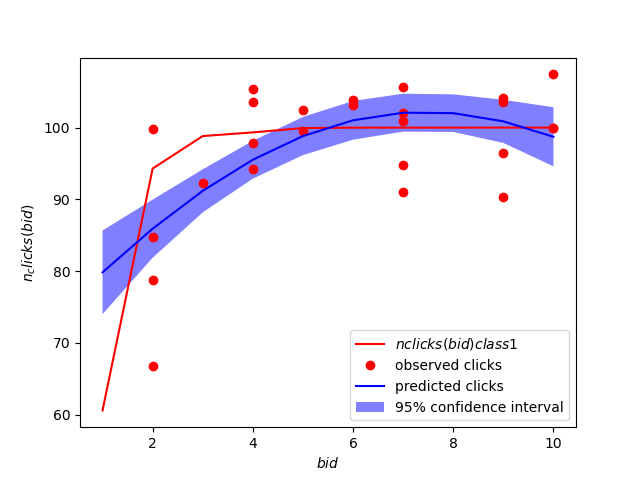 100
90
80
70
60
2
4
6
8
10
n_clicks(bid)
bid
nclicks(bid)class1
observed clicks
predicted clicks
95% confidence interval